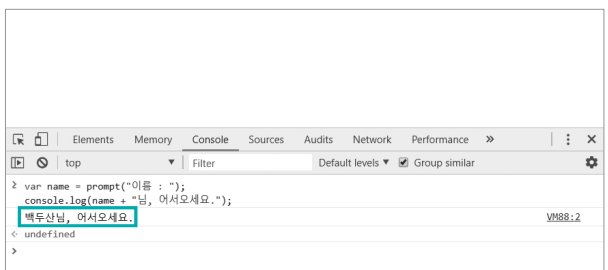 Elements Memory Console Sources Audits Network Performance »
top Filter Default levels ▼ Group similar
var name = prompt("이름 : ");
console.log(name + "님, 어서오세요.");
백두산님, 어서오세요. VM88:2
undefined